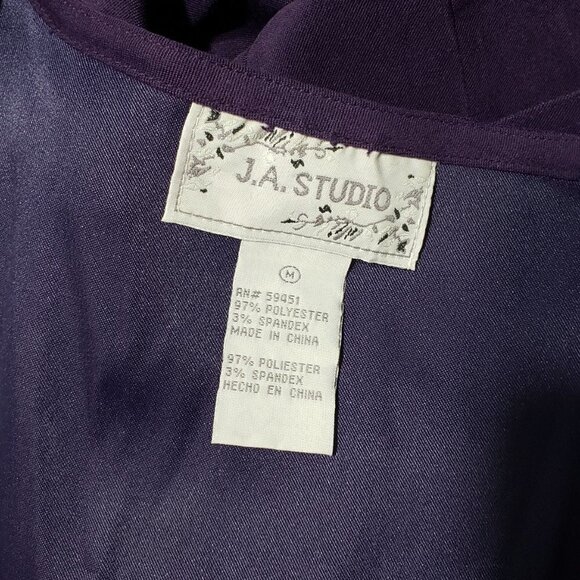 J.A. STUDIO
M
RN# 59451
97% POLYESTER
3% SPANDEX
MADE IN CHINA
97% POLIESTER
3% SPANDEX
HECHO EN CHINA